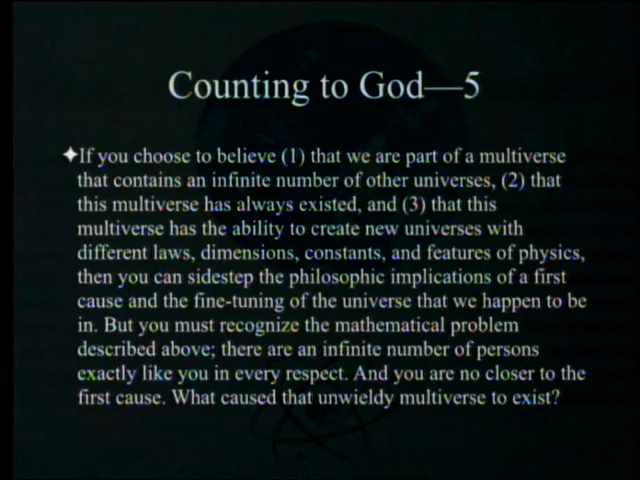 Counting to God—5
✦If you choose to believe (1) that we are part of a multiverse
that contains an infinite number of other universes, (2) that
this multiverse has always existed, and (3) that this
multiverse has the ability to create new universes with
different laws, dimensions, constants, and features of physics,
then you can sidestep the philosophic implications of a first
cause and the fine-tuning of the universe that we happen to be
in. But you must recognize the mathematical problem
described above; there are an infinite number of persons
exactly like you in every respect. And you are no closer to the
first cause. What caused that unwieldy multiverse to exist?